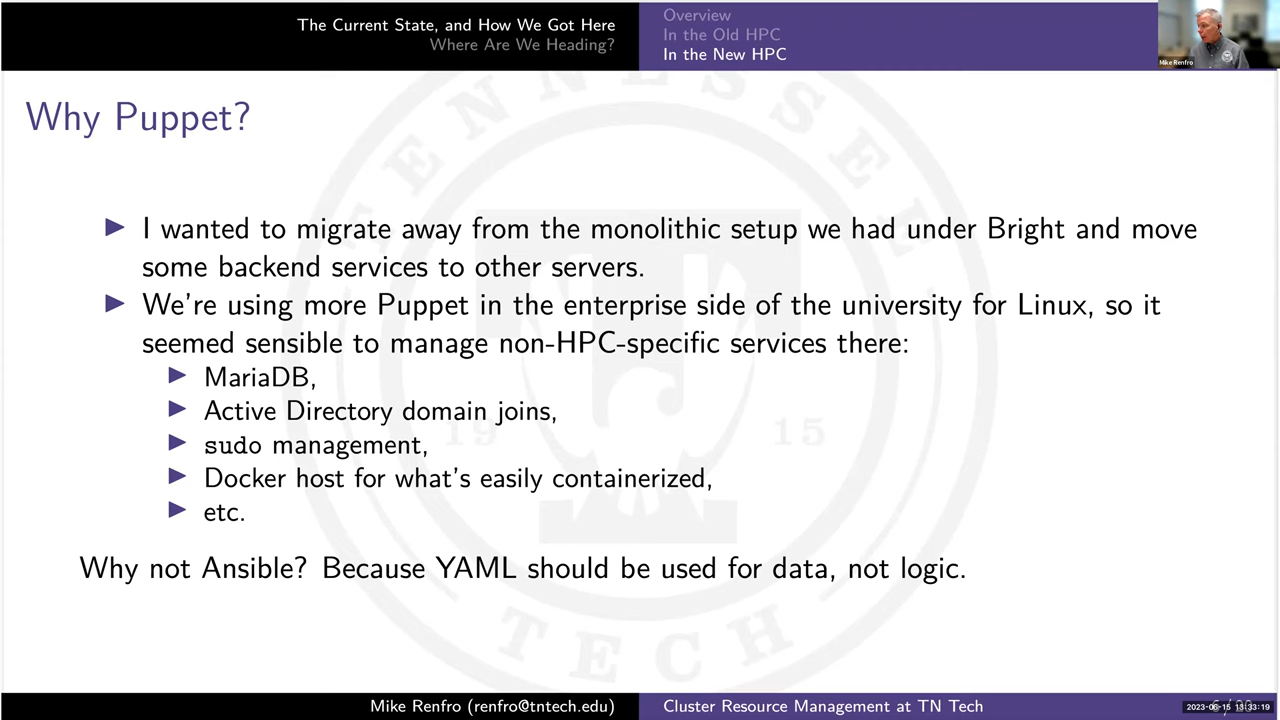 The Current State, and How We Got Here
Where Are We Heading?
Overview
In the Old HPC
In the New HPC
Mike Renfro
Why Puppet?
I wanted to migrate away from the monolithic setup we had under Bright and move
some backend services to other servers.
We're using more Puppet in the enterprise side of the university for Linux, so it
seemed sensible to manage non-HPC-specific services there:
MariaDB,
Active Directory domain joins,
sudo management,
Docker host for what's easily containerized,
etc.
Why not Ansible? Because YAML should be used for data, not logic.
TENNESSEE
19 15
TECH
Mike Renfro (renfro@tntech.edu)
Cluster Resource Management at TN Tech
2023-06-15 13:33:19